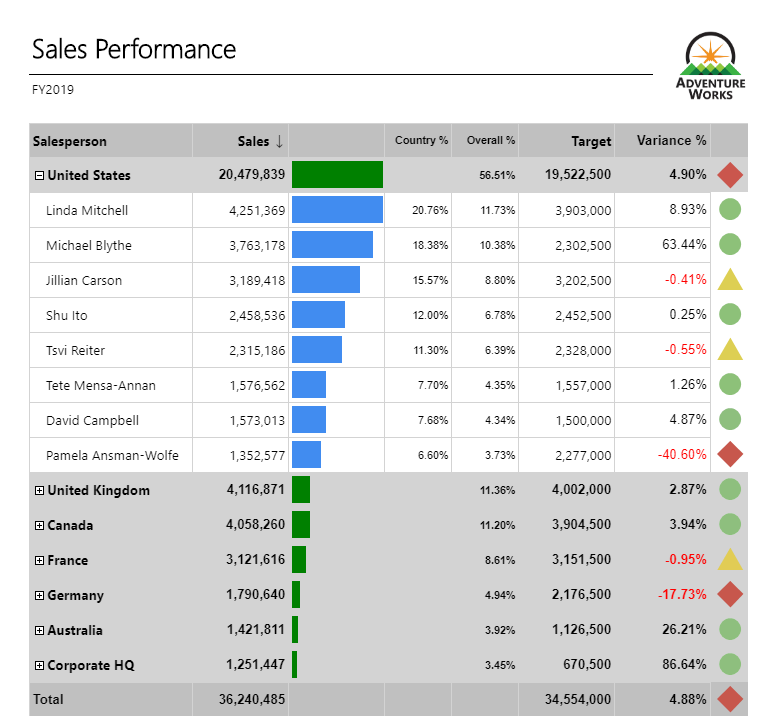 Sales Performance
FY2019
ADVENTURE
WORKS
Salesperson Sales ↓ Country % Overall % Target Variance %
United States 20,479,839 56.51% 19,522,500 4.90%
Linda Mitchell 4,251,369 20.76% 11.73% 3,903,000 8.93%
Michael Blythe 3,763,178 18.38% 10.38% 2,302,500 63.44%
Jillian Carson 3,189,418 15.57% 8.80% 3,202,500 -0.41%
Shu Ito 2,458,536 12.00% 6.78% 2,452,500 0.25%
Tsvi Reiter 2,315,186 11.30% 6.39% 2,328,000 -0.55%
Tete Mensa-Annan 1,576,562 7.70% 4.35% 1,557,000 1.26%
David Campbell 1,573,013 7.68% 4.34% 1,500,000 4.87%
Pamela Ansman-Wolfe 1,352,577 6.60% 3.73% 2,277,000 -40.60%
United Kingdom 4,116,871 11.36% 4,002,000 2.87%
Canada 4,058,260 11.20% 3,904,500 3.94%
France 3,121,616 8.61% 3,151,500 -0.95%
Germany 1,790,640 4.94% 2,176,500 -17.73%
Australia 1,421,811 3.92% 1,126,500 26.21%
Corporate HQ 1,251,447 3.45% 670,500 86.64%
Total 36,240,485 34,554,000 4.88%